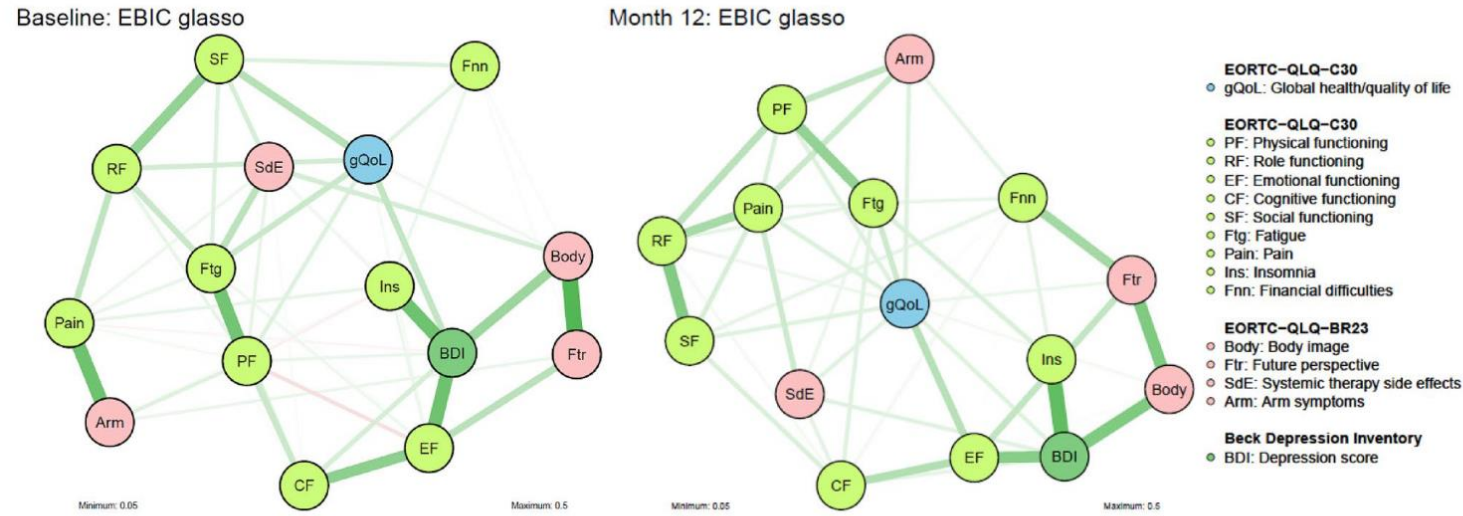 Baseline: EBIC glasso
SF
Fnn
RF
SdE
gQoL
Ftg
Body
Ins
Pain
PF
BDI
Ftr
Arm
EF
CF
Minimum: 0.05
Maximum: 0.5
Month 12: EBIC glasso
Arm
PF
Pain
Ftg
Fnn
RF
Ftr
gQoL
SF
Ins
SdE
Body
EF
BDI
CF
Minimum: 0.05
Maximum: 0.5
EORTC−QLQ−C30
gQoL: Global health/quality of life
EORTC−QLQ−C30
PF: Physical functioning
RF: Role functioning
EF: Emotional functioning
CF: Cognitive functioning
SF: Social functioning
Ftg: Fatigue
Pain: Pain
Ins: Insomnia
Fnn: Financial difficulties
EORTC−QLQ−BR23
Body: Body image
Ftr: Future perspective
SdE: Systemic therapy side effects
Arm: Arm symptoms
Beck Depression Inventory
BDI: Depression score